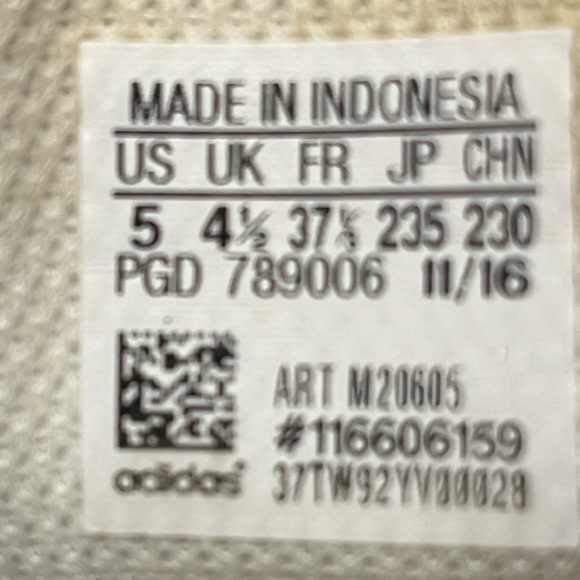 MADE IN INDONESIA
US UK FR JP CHN
5 4½ 37⅓ 235 230
PGD 789006 11/16
ART M20605
#116606159
adidas
37TW92YV00028